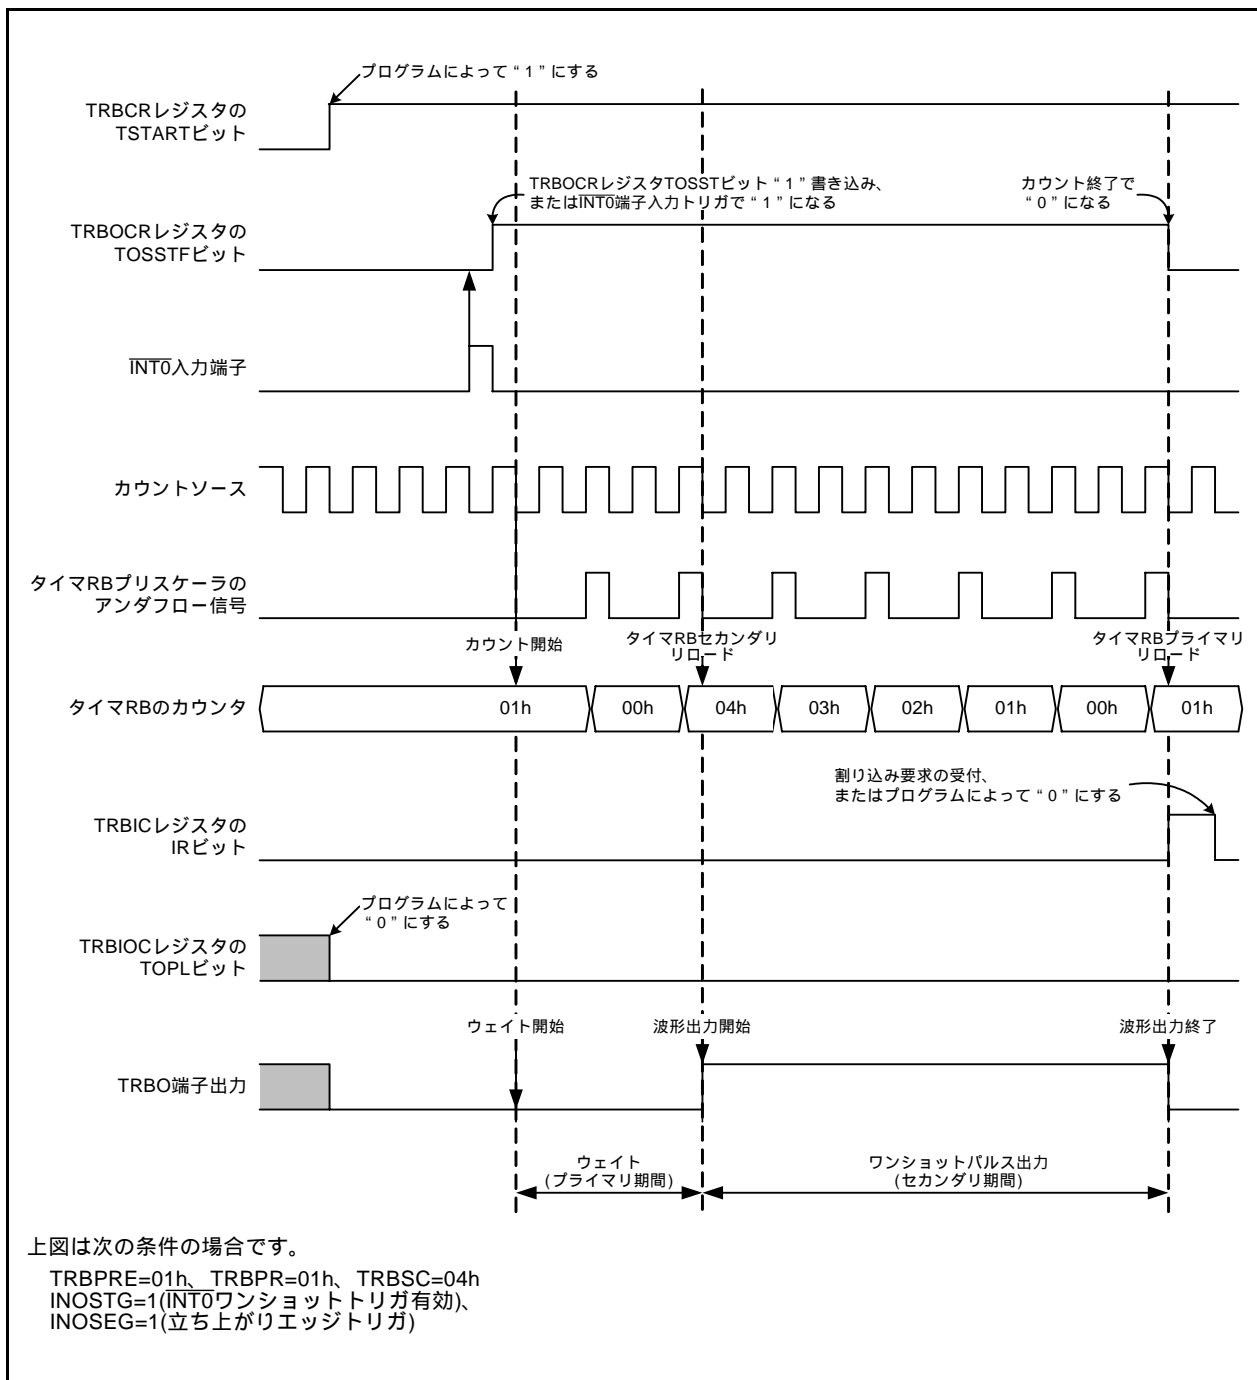 プログラムによって“1”にする
TRBCRレジスタの
TSTARTビット
TRBOCRレジスタTOSSTビット“1”書き込み、
またはINT0端子入力トリガで“1”になる
カウント終了で
“0”になる
TRBOCRレジスタの
TOSSTFビット
INT0入力端子
カウントソース
タイマRBプリスケーラの
アンダフロー信号
カウント開始
タイマRBセカンダリ
リロード
タイマRBプライマリ
リロード
タイマRBのカウンタ
01h
00h
04h
03h
02h
01h
00h
01h
割り込み要求の受付、
またはプログラムによって“0”にする
TRBICレジスタの
IRビット
プログラムによって
“0”にする
TRBIOCレジスタの
TOPLビット
ウェイト開始
波形出力開始
波形出力終了
TRBO端子出力
ウェイト
(プライマリ期間)
ワンショットパルス出力
(セカンダリ期間)
上図は次の条件の場合です。
TRBPRE=01h、TRBPR=01h、TRBSC=04h
INOSTG=1(INT0ワンショットトリガ有効)、
INOSEG=1(立ち上がりエッジトリガ)